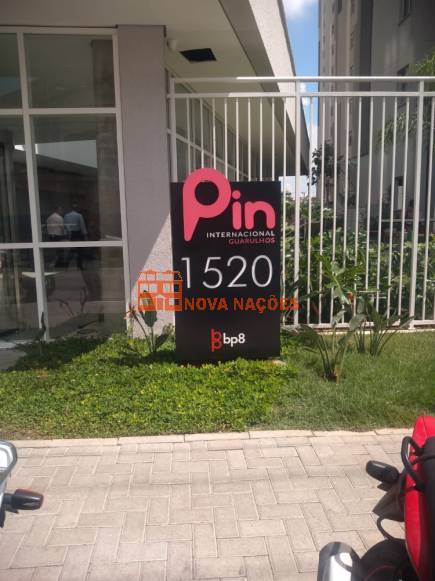 Pin
INTERNACIONAL
GUARULHOS
1520
NOVA NAÇÕES
bp8